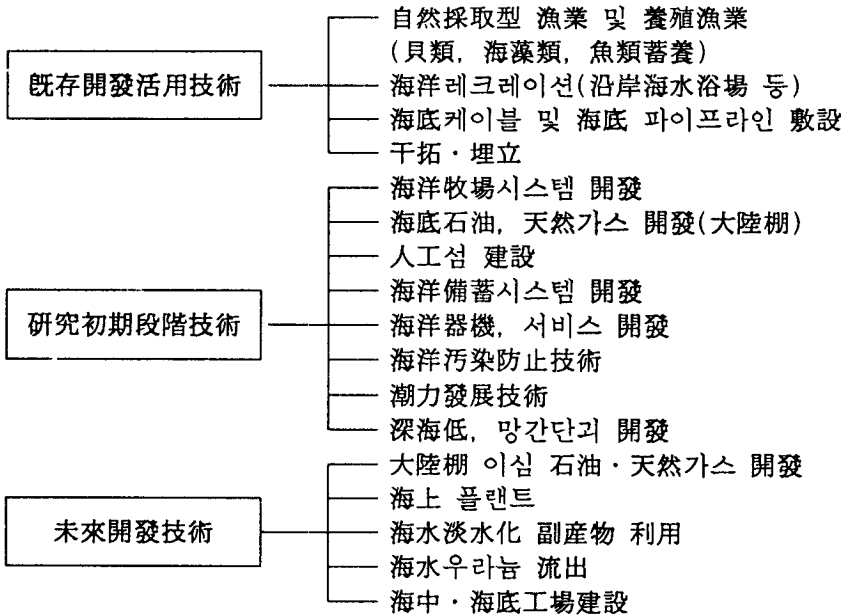 既存開發活用技術
自然採取型 漁業 및 養殖漁業
(貝類, 海藻類, 魚類蓄養)
海洋레크레이션(沿岸海水浴場 등)
海底케이블 및 海底 파이프라인 敷設
干拓·埋立
硏究初期段階技術
海洋牧場시스템 開發
海底石油, 天然가스 開發(大陸棚)
人工섬 建設
海洋備蓄시스템 開發
海洋器機, 서비스 開發
海洋汚染防止技術
潮力發展技術
深海低, 망간단괴 開發
未來開發技術
大陸棚 이심 石油·天然가스 開發
海上 플랜트
海水淡水化 副産物 利用
海水우라늄 流出
海中·海底工場建設